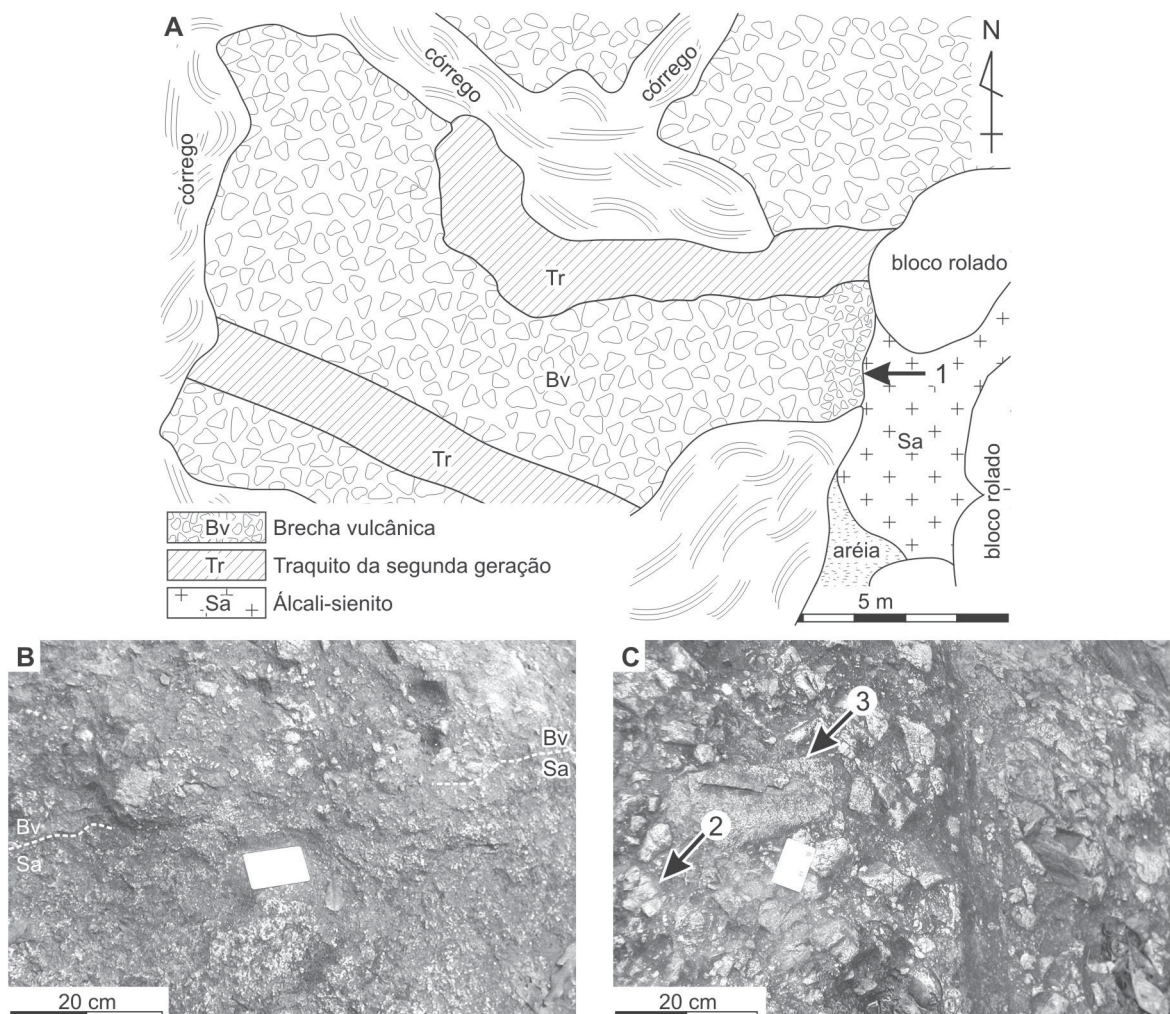 A
N
córrego
córrego
córrego
bloco rolado
Tr
Bv
1
Sa
Tr
bloco rolado
aréia
5 m
Bv Brecha vulcânica
Tr Traquito da segunda geração
Sa Álcali-sienito
B
Bv
Sa
Bv
Sa
20 cm
C
3
2
20 cm